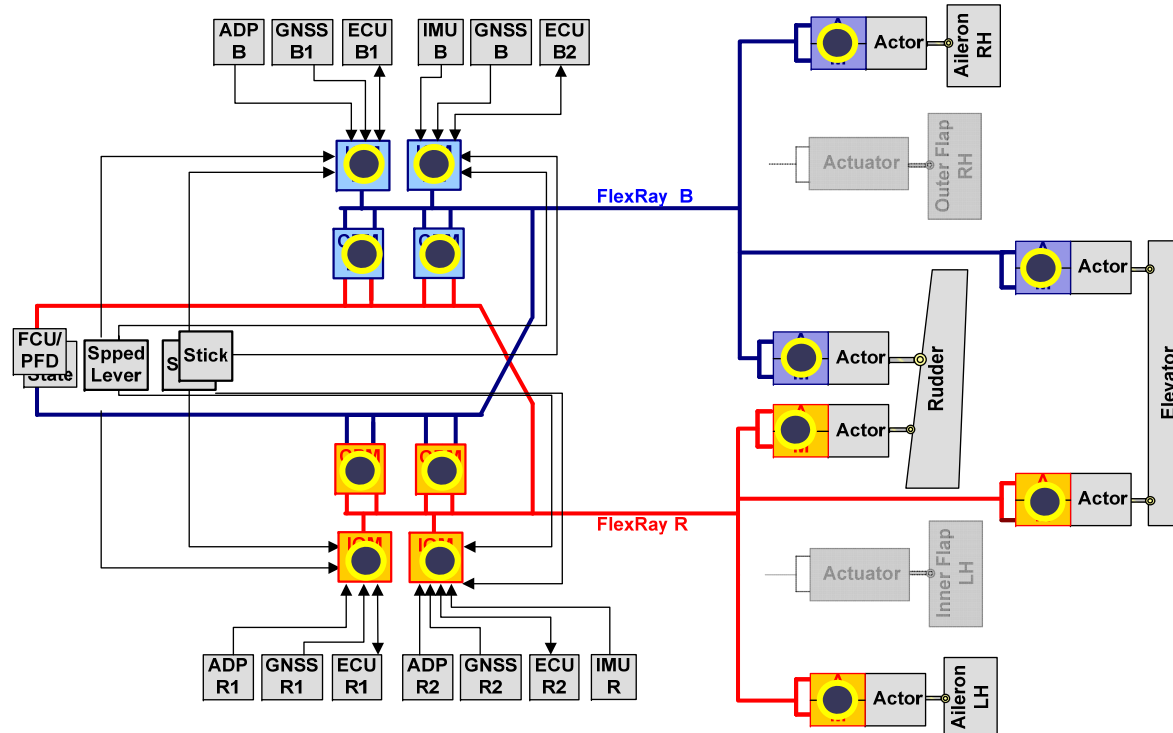 ADP
B
GNSS
B1
ECU
B1
IMU
B
GNSS
B
ECU
B2
Actor
Aileron
RH
Actuator
Outer Flap
RH
FlexRay B
Actor
FCU/
PFD
State
Spped
Lever
S
Stick
Actor
Rudder
Actor
Elevator
FlexRay R
Actor
IOM
Actuator
Inner Flap
LH
ADP
R1
GNSS
R1
ECU
R1
ADP
R2
GNSS
R2
ECU
R2
IMU
R
Actor
Aileron
LH